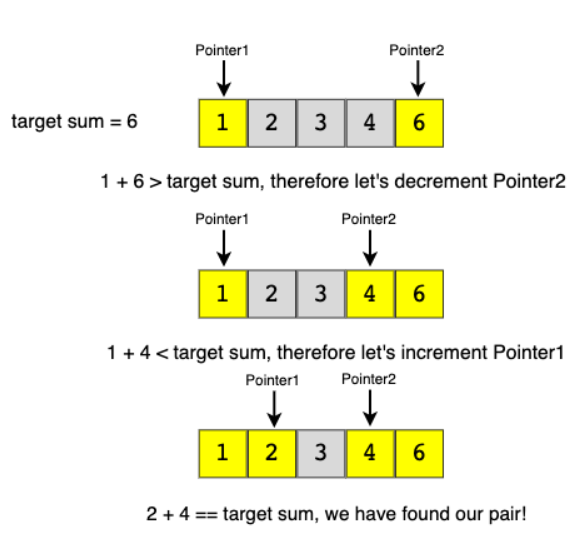 Pointer1 Pointer2
target sum = 6 1 2 3 4 6
1 + 6 > target sum, therefore let's decrement Pointer2
Pointer1 Pointer2
1 2 3 4 6
1 + 4 < target sum, therefore let's increment Pointer1
Pointer1 Pointer2
1 2 3 4 6
2 + 4 == target sum, we have found our pair!